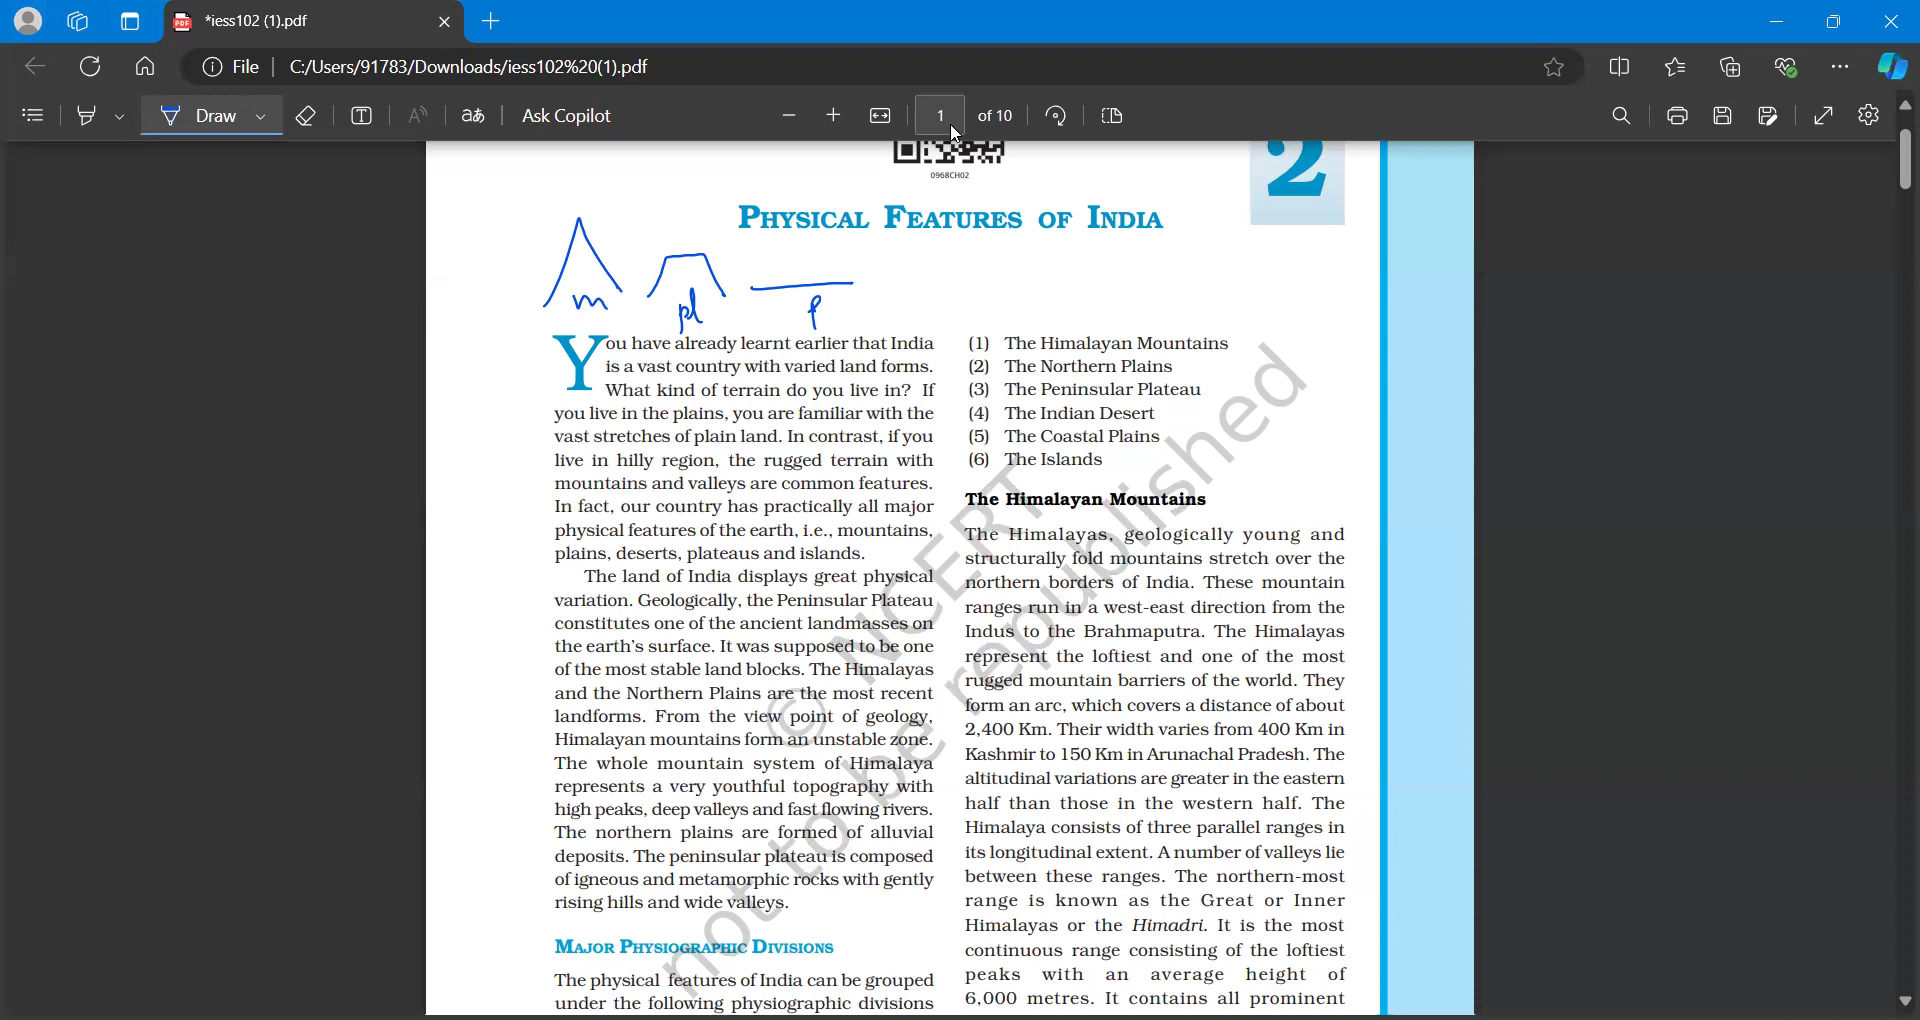 *iess102 (1).pdf
File C:/Users/91783/Downloads/iess102%20(1).pdf
Draw Ask Copilot 1 of 10
0968CH02
2
PHYSICAL FEATURES OF INDIA
m pl p
You have already learnt earlier that India
is a vast country with varied land forms.
What kind of terrain do you live in? If
you live in the plains, you are familiar with the
vast stretches of plain land. In contrast, if you
live in hilly region, the rugged terrain with
mountains and valleys are common features.
In fact, our country has practically all major
physical features of the earth, i.e., mountains,
plains, deserts, plateaus and islands.
The land of India displays great physical
variation. Geologically, the Peninsular Plateau
constitutes one of the ancient landmasses on
the earth's surface. It was supposed to be one
of the most stable land blocks. The Himalayas
and the Northern Plains are the most recent
landforms. From the view point of geology,
Himalayan mountains form an unstable zone.
The whole mountain system of Himalaya
represents a very youthful topography with
high peaks, deep valleys and fast flowing rivers.
The northern plains are formed of alluvial
deposits. The peninsular plateau is composed
of igneous and metamorphic rocks with gently
rising hills and wide valleys.
MAJOR PHYSIOGRAPHIC DIVISIONS
The physical features of India can be grouped
under the following physiographic divisions
(1) The Himalayan Mountains
(2) The Northern Plains
(3) The Peninsular Plateau
(4) The Indian Desert
(5) The Coastal Plains
(6) The Islands
The Himalayan Mountains
The Himalayas, geologically young and
structurally fold mountains stretch over the
northern borders of India. These mountain
ranges run in a west-east direction from the
Indus to the Brahmaputra. The Himalayas
represent the loftiest and one of the most
rugged mountain barriers of the world. They
form an arc, which covers a distance of about
2,400 Km. Their width varies from 400 Km in
Kashmir to 150 Km in Arunachal Pradesh. The
altitudinal variations are greater in the eastern
half than those in the western half. The
Himalaya consists of three parallel ranges in
its longitudinal extent. A number of valleys lie
between these ranges. The northern-most
range is known as the Great or Inner
Himalayas or the Himadri. It is the most
continuous range consisting of the loftiest
peaks with an average height of
6,000 metres. It contains all prominent
© NCERT
not to be republished